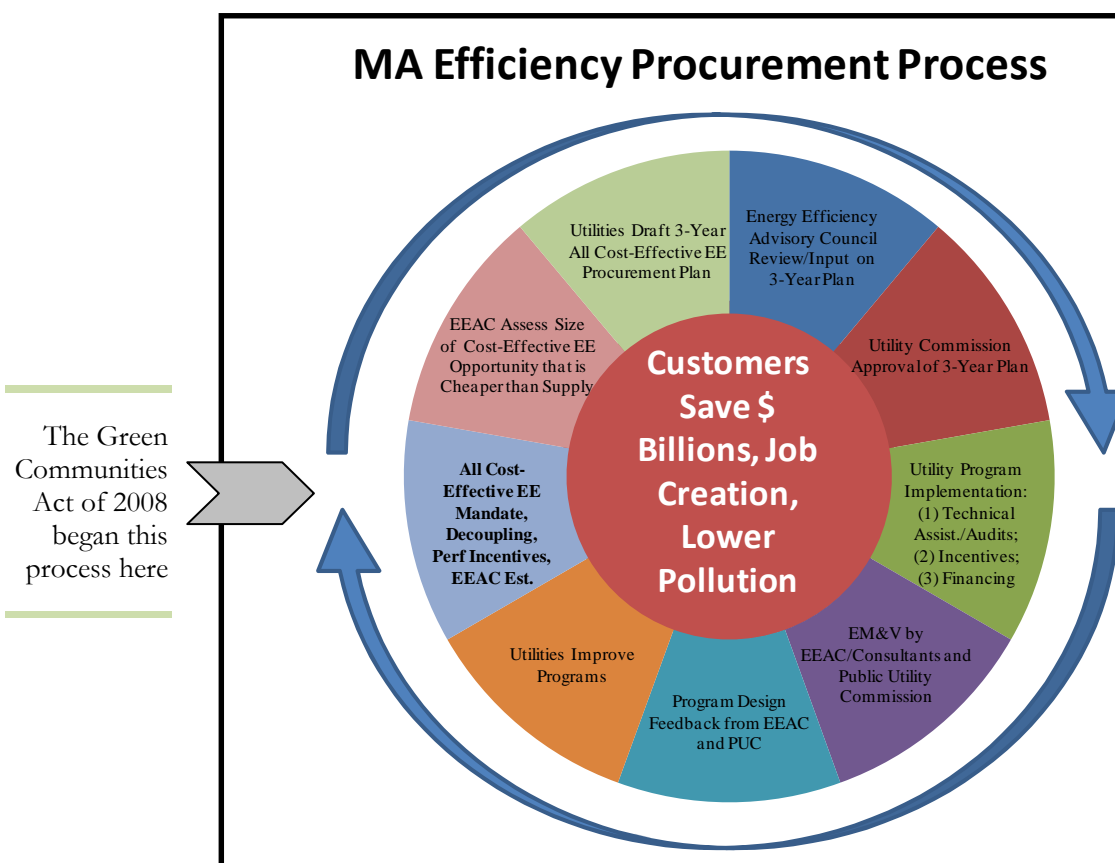 MA Efficiency Procurement Process
The Green
Communities
Act of 2008
began this
process here
Utilities Draft 3-Year
All Cost-Effective EE
Procurement Plan
Energy Efficiency
Advisory Council
Review/Input on
3-Year Plan
Utility Commission
Approval of 3-Year Plan
Utility Program
Implementation:
(1) Technical
Assist./Audits;
(2) Incentives;
(3) Financing
EM&V by
EEAC/Consultants and
Public Utility
Commission
Program Design
Feedback from EEAC
and PUC
Utilities Improve
Programs
All Cost-
Effective EE
Mandate,
Decoupling,
Perf Incentives,
EEAC Est.
EEAC Assess Size
of Cost-Effective EE
Opportunity that is
Cheaper than Supply
Customers
Save $
Billions, Job
Creation,
Lower
Pollution